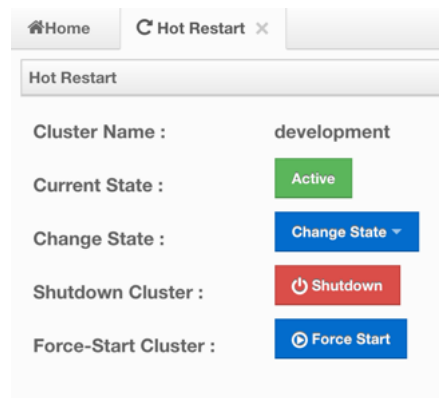 Home
Hot Restart
Hot Restart
Cluster Name : development
Current State : Active
Change State : Change State
Shutdown Cluster : Shutdown
Force-Start Cluster : Force Start